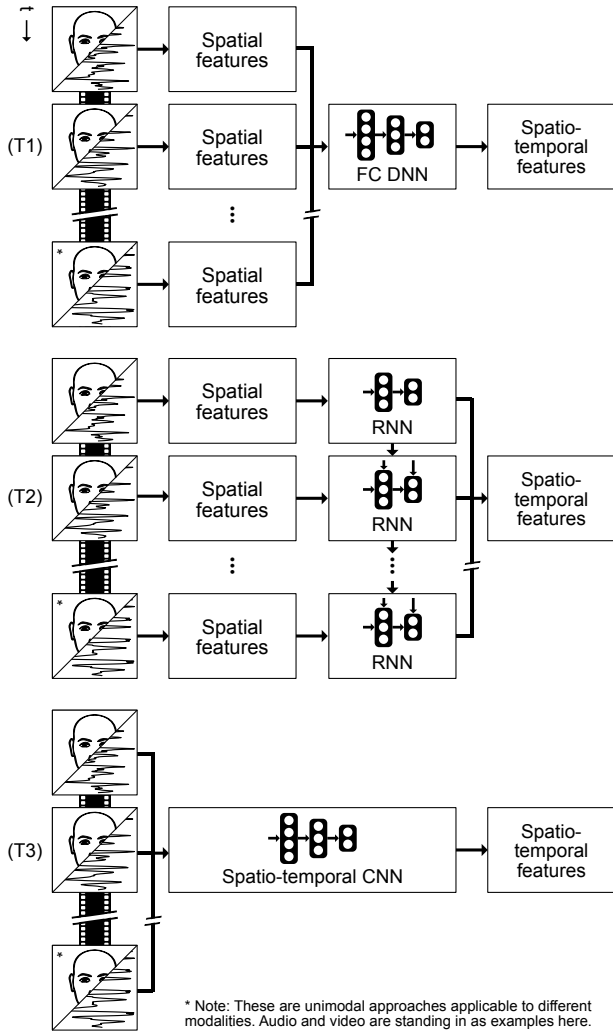 t
Spatial
features
(T1)
Spatial
features
FC DNN
Spatio-
temporal
features
...
*
Spatial
features
Spatial
features
RNN
(T2)
Spatial
features
RNN
Spatio-
temporal
features
...
...
*
Spatial
features
RNN
(T3)
Spatio-temporal CNN
Spatio-
temporal
features
*
* Note: These are unimodal approaches applicable to different
modalities. Audio and video are standing in as examples here.